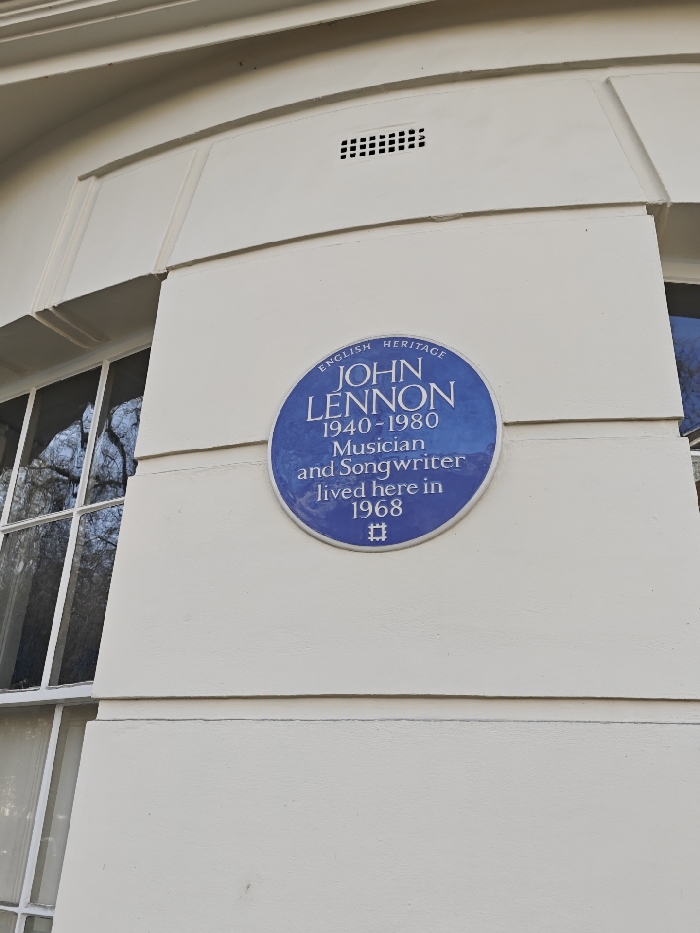 ENGLISH HERITAGE
JOHN
LENNON
1940-1980
Musician
and Songwriter
lived here in
1968